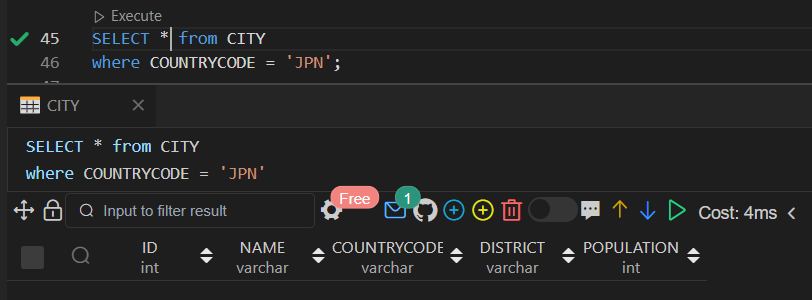 Execute
45 SELECT * from CITY
46 where COUNTRYCODE = 'JPN';
CITY
SELECT * from CITY
where COUNTRYCODE = 'JPN'
Input to filter result Free 1 Cost: 4ms
ID NAME COUNTRYCODE DISTRICT POPULATION
int varchar varchar varchar int